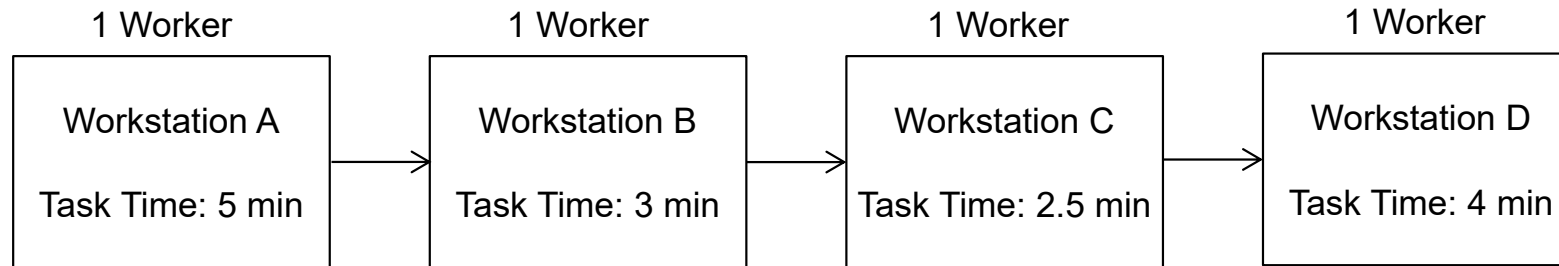 1 Worker
1 Worker
1 Worker
1 Worker
Workstation A
Task Time: 5 min
Workstation B
Task Time: 3 min
Workstation C
Task Time: 2.5 min
Workstation D
Task Time: 4 min